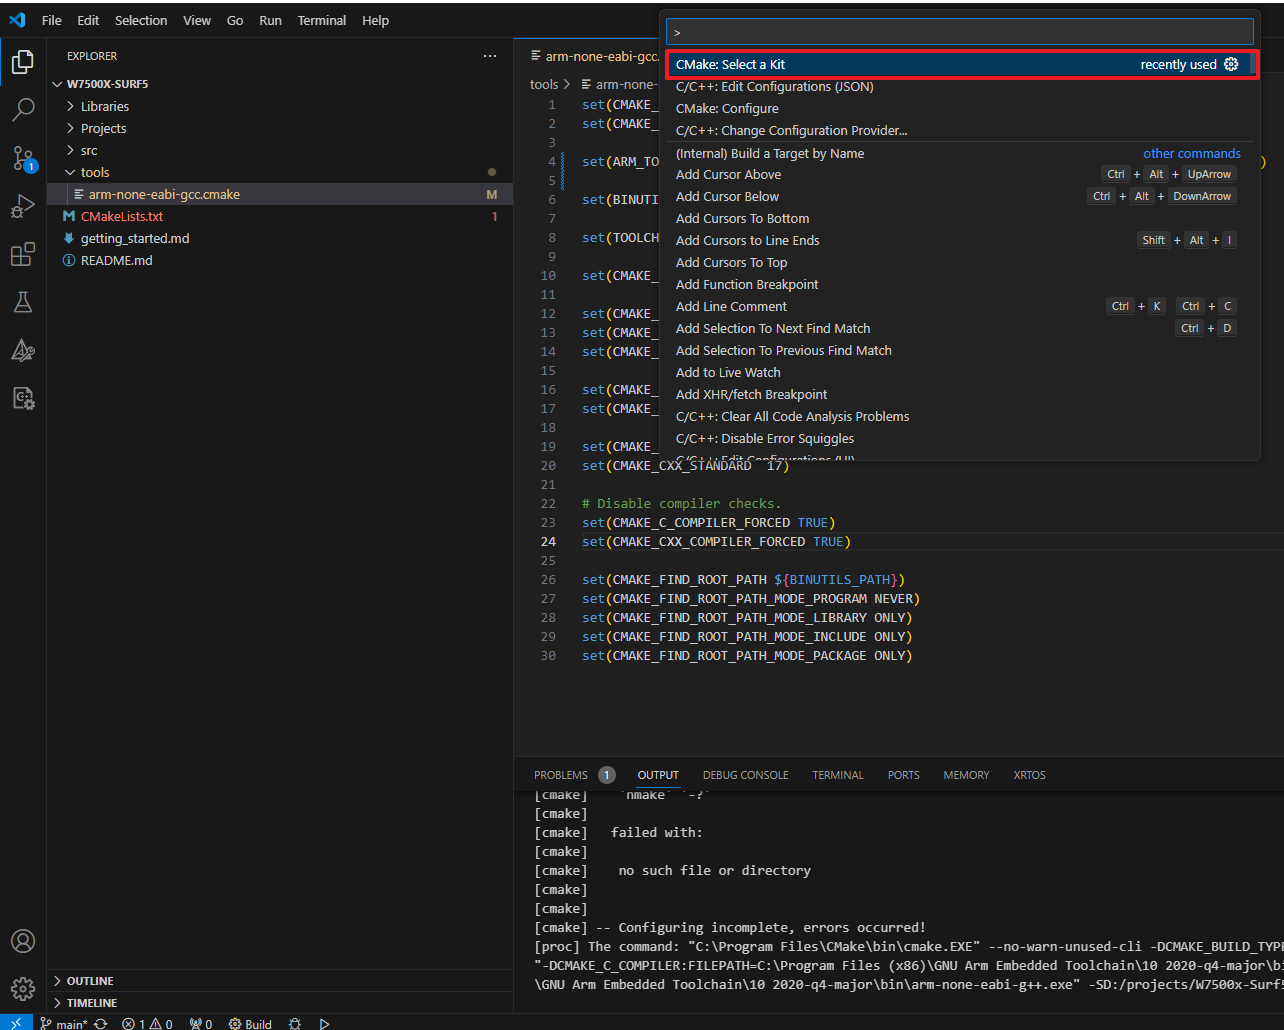 File Edit Selection View Go Run Terminal Help
EXPLORER
W7500X-SURF5
Libraries
Projects
src
tools
arm-none-eabi-gcc.cmake M
CMakeLists.txt 1
getting_started.md
README.md
OUTLINE
TIMELINE
1
arm-none-eabi-gcc.
tools > arm-none-
>
CMake: Select a Kit recently used
C/C++: Edit Configurations (JSON)
CMake: Configure
C/C++: Change Configuration Provider...
(Internal) Build a Target by Name other commands
Add Cursor Above Ctrl + Alt + UpArrow
Add Cursor Below Ctrl + Alt + DownArrow
Add Cursors To Bottom
Add Cursors to Line Ends Shift + Alt + I
Add Cursors To Top
Add Function Breakpoint
Add Line Comment Ctrl + K Ctrl + C
Add Selection To Next Find Match Ctrl + D
Add Selection To Previous Find Match
Add to Live Watch
Add XHR/fetch Breakpoint
C/C++: Clear All Code Analysis Problems
C/C++: Disable Error Squiggles
C/C++: Edit Configurations (UI)
1 set(CMAKE_
2 set(CMAKE_
3
4 set(ARM_TO )
5
6 set(BINUTI
7
8 set(TOOLCH
9
10 set(CMAKE_
11
12 set(CMAKE_
13 set(CMAKE_
14 set(CMAKE_
15
16 set(CMAKE_
17 set(CMAKE_
18
19 set(CMAKE_
20 set(CMAKE_CXX_STANDARD 17)
21
22 # Disable compiler checks.
23 set(CMAKE_C_COMPILER_FORCED TRUE)
24 set(CMAKE_CXX_COMPILER_FORCED TRUE)
25
26 set(CMAKE_FIND_ROOT_PATH ${BINUTILS_PATH})
27 set(CMAKE_FIND_ROOT_PATH_MODE_PROGRAM NEVER)
28 set(CMAKE_FIND_ROOT_PATH_MODE_LIBRARY ONLY)
29 set(CMAKE_FIND_ROOT_PATH_MODE_INCLUDE ONLY)
30 set(CMAKE_FIND_ROOT_PATH_MODE_PACKAGE ONLY)
PROBLEMS 1 OUTPUT DEBUG CONSOLE TERMINAL PORTS MEMORY XRTOS
[cmake] `nmake` `-?`
[cmake]
[cmake] failed with:
[cmake]
[cmake] no such file or directory
[cmake]
[cmake]
[cmake] -- Configuring incomplete, errors occurred!
[proc] The command: "C:\Program Files\CMake\bin\cmake.EXE" --no-warn-unused-cli -DCMAKE_BUILD_TYPE
"-DCMAKE_C_COMPILER:FILEPATH=C:\Program Files (x86)\GNU Arm Embedded Toolchain\10 2020-q4-major\bi
\GNU Arm Embedded Toolchain\10 2020-q4-major\bin\arm-none-eabi-g++.exe" -SD:/projects/W7500x-Surf5
main* 1 0 0 Build